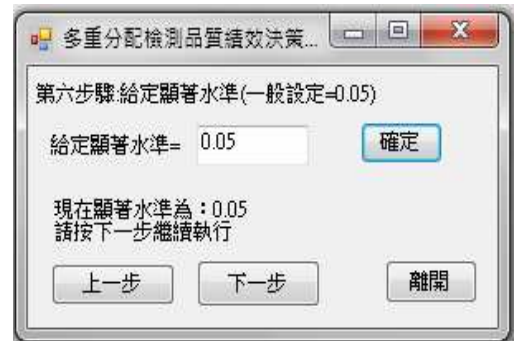 多重分配檢測品質績效決策...
第六步驟:給定顯著水準(一般設定=0.05)
給定顯著水準= 0.05 確定
現在顯著水準為：0.05
請按下一步繼續執行
上一步 下一步 離開